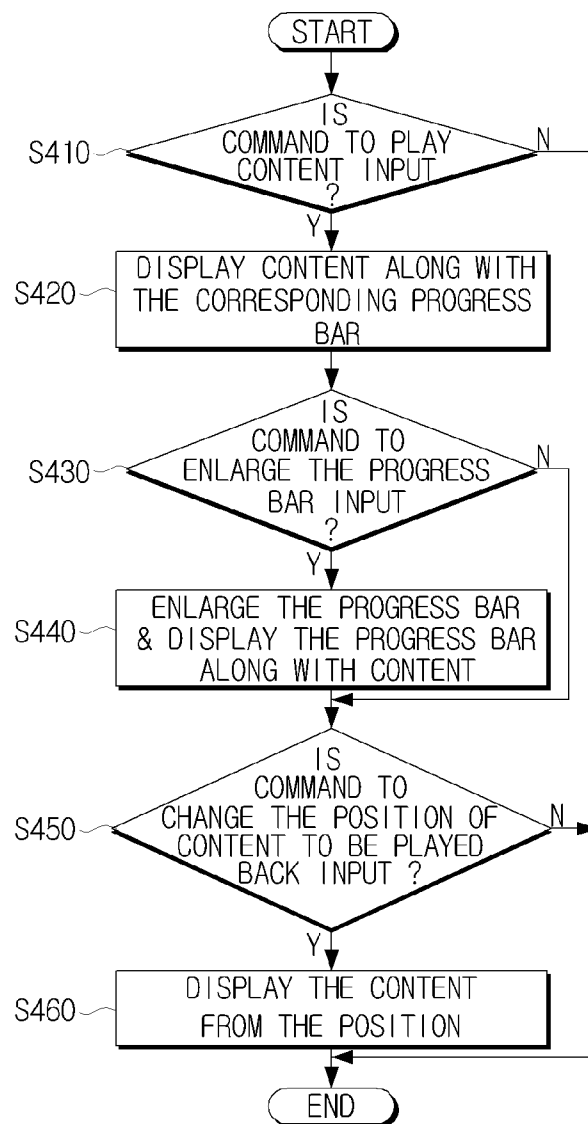 START
S410
IS
COMMAND TO PLAY
CONTENT INPUT
?
N
Y
S420
DISPLAY CONTENT ALONG WITH
THE CORRESPONDING PROGRESS
BAR
S430
IS
COMMAND TO
ENLARGE THE PROGRESS
BAR INPUT
?
N
Y
S440
ENLARGE THE PROGRESS BAR
& DISPLAY THE PROGRESS BAR
ALONG WITH CONTENT
S450
IS
COMMAND TO
CHANGE THE POSITION OF
CONTENT TO BE PLAYED
BACK INPUT ?
N
Y
S460
DISPLAY THE CONTENT
FROM THE POSITION
END